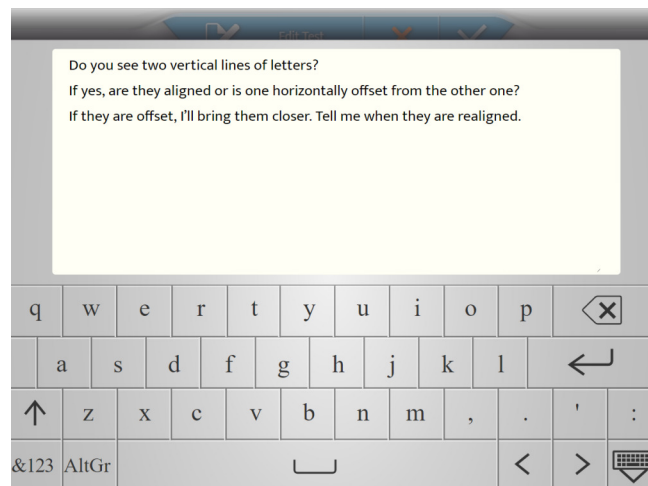 Edit Test
Do you see two vertical lines of letters?
If yes, are they aligned or is one horizontally offset from the other one?
If they are offset, I'll bring them closer. Tell me when they are realigned.
q w e r t y u i o p
a s d f g h j k l
z x c v b n m , . ' :
&123 AltGr < >